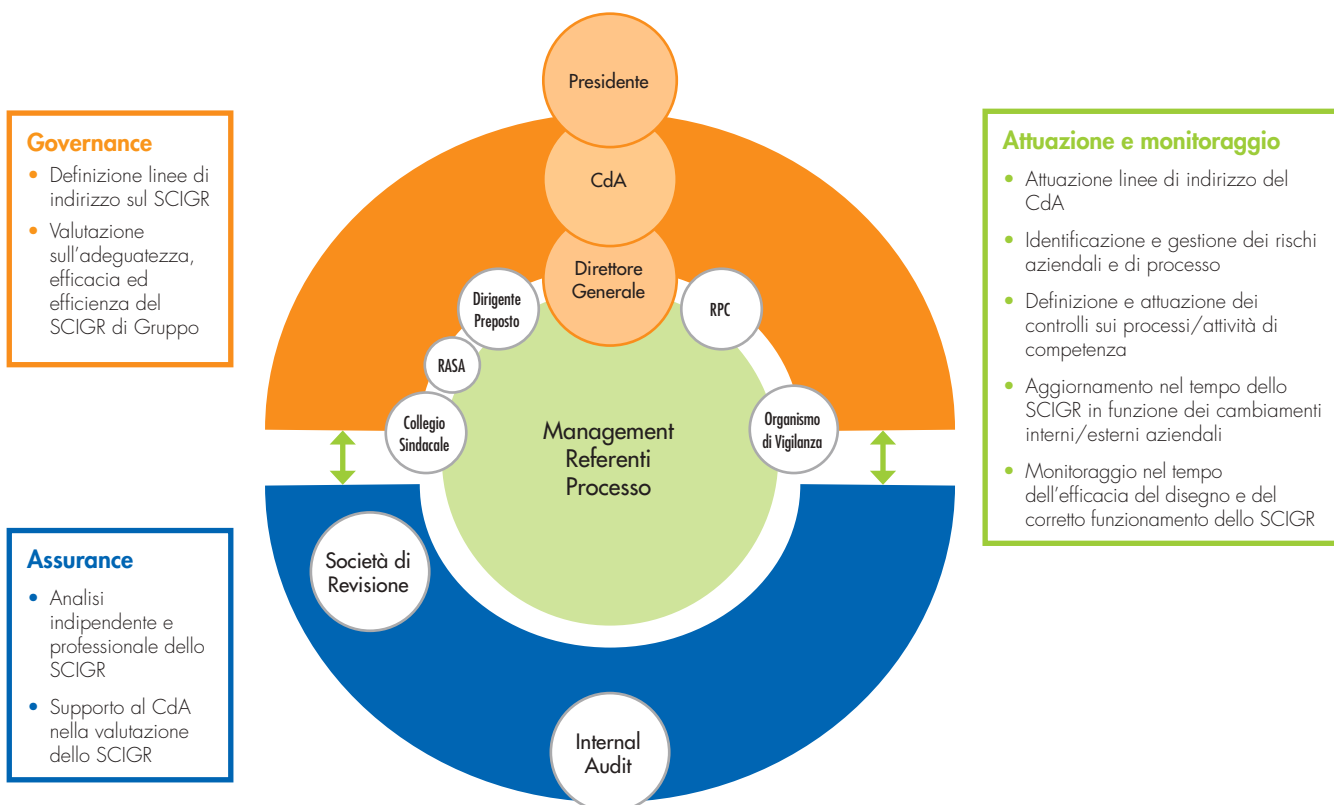 Presidente
CdA
Direttore
Generale
Dirigente
Preposto
RPC
RASA
Collegio
Sindacale
Organismo
di Vigilanza
Management
Referenti
Processo
Società di
Revisione
Internal
Audit
Governance
• Definizione linee di
indirizzo sul SCIGR
• Valutazione
sull’adeguatezza,
efficacia ed
efficienza del
SCIGR di Gruppo
Assurance
• Analisi
indipendente e
professionale dello
SCIGR
• Supporto al CdA
nella valutazione
dello SCIGR
Attuazione e monitoraggio
• Attuazione linee di indirizzo del
CdA
• Identificazione e gestione dei rischi
aziendali e di processo
• Definizione e attuazione dei
controlli sui processi/attività di
competenza
• Aggiornamento nel tempo dello
SCIGR in funzione dei cambiamenti
interni/esterni aziendali
• Monitoraggio nel tempo
dell’efficacia del disegno e del
corretto funzionamento dello SCIGR